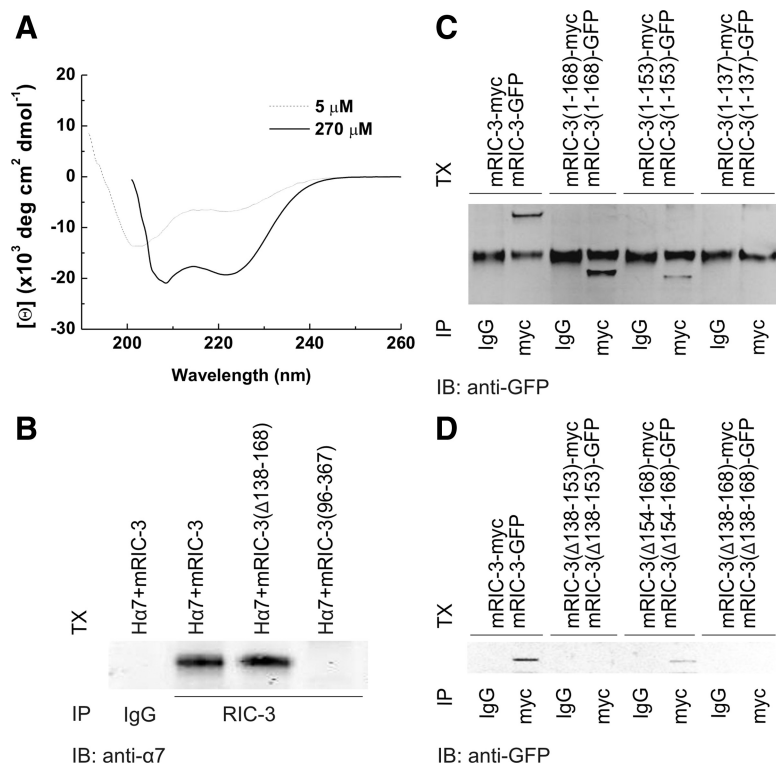 A
[Θ] (x10³ deg cm² dmol⁻¹)
20
10
0
-10
-20
-30
5 μM
270 μM
200
220
240
260
Wavelength (nm)
B
TX
Hα7+mRIC-3
Hα7+mRIC-3
Hα7+mRIC-3(Δ138-168)
Hα7+mRIC-3(96-367)
IP
IgG
RIC-3
IB: anti-α7
C
TX
mRIC-3-myc
mRIC-3-GFP
mRIC-3(1-168)-myc
mRIC-3(1-168)-GFP
mRIC-3(1-153)-myc
mRIC-3(1-153)-GFP
mRIC-3(1-137)-myc
mRIC-3(1-137)-GFP
IP
IgG
myc
IgG
myc
IgG
myc
IgG
myc
IB: anti-GFP
D
TX
mRIC-3-myc
mRIC-3-GFP
mRIC-3(Δ138-153)-myc
mRIC-3(Δ138-153)-GFP
mRIC-3(Δ154-168)-myc
mRIC-3(Δ154-168)-GFP
mRIC-3(Δ138-168)-myc
mRIC-3(Δ138-168)-GFP
IP
IgG
myc
IgG
myc
IgG
myc
IgG
myc
IB: anti-GFP